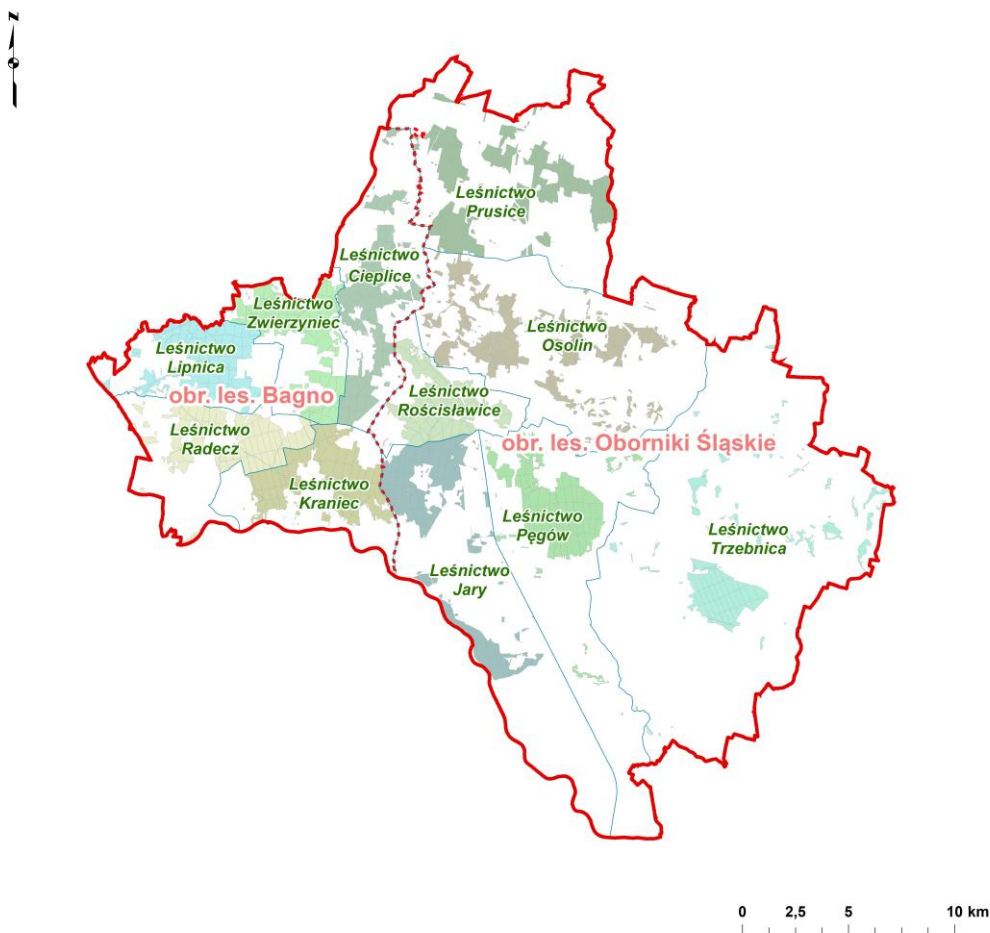 N
Leśnictwo
Prusice
Leśnictwo
Cieplice
Leśnictwo
Zwierzyniec
Leśnictwo
Osolin
Leśnictwo
Lipnica
obr. les. Bagno
Leśnictwo
Rościsławice
Leśnictwo
Radecz
obr. les. Oborniki Śląskie
Leśnictwo
Kraniec
Leśnictwo
Pęgów
Leśnictwo
Trzebnica
Leśnictwo
Jary
0 2,5 5 10 km